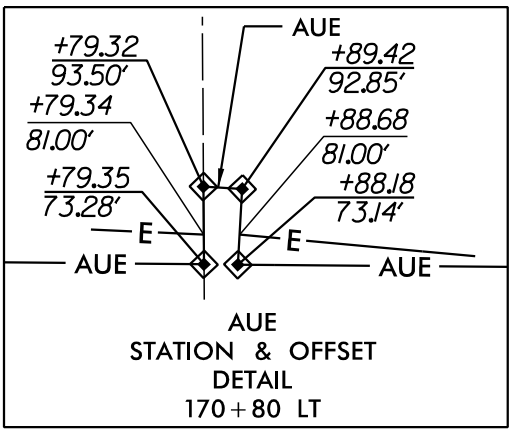 AUE
+79.32
93.50'
+89.42
92.85'
+79.34
81.00'
+88.68
81.00'
+79.35
73.28'
+88.18
73.14'
E
E
AUE
AUE
AUE
STATION & OFFSET
DETAIL
170+80 LT